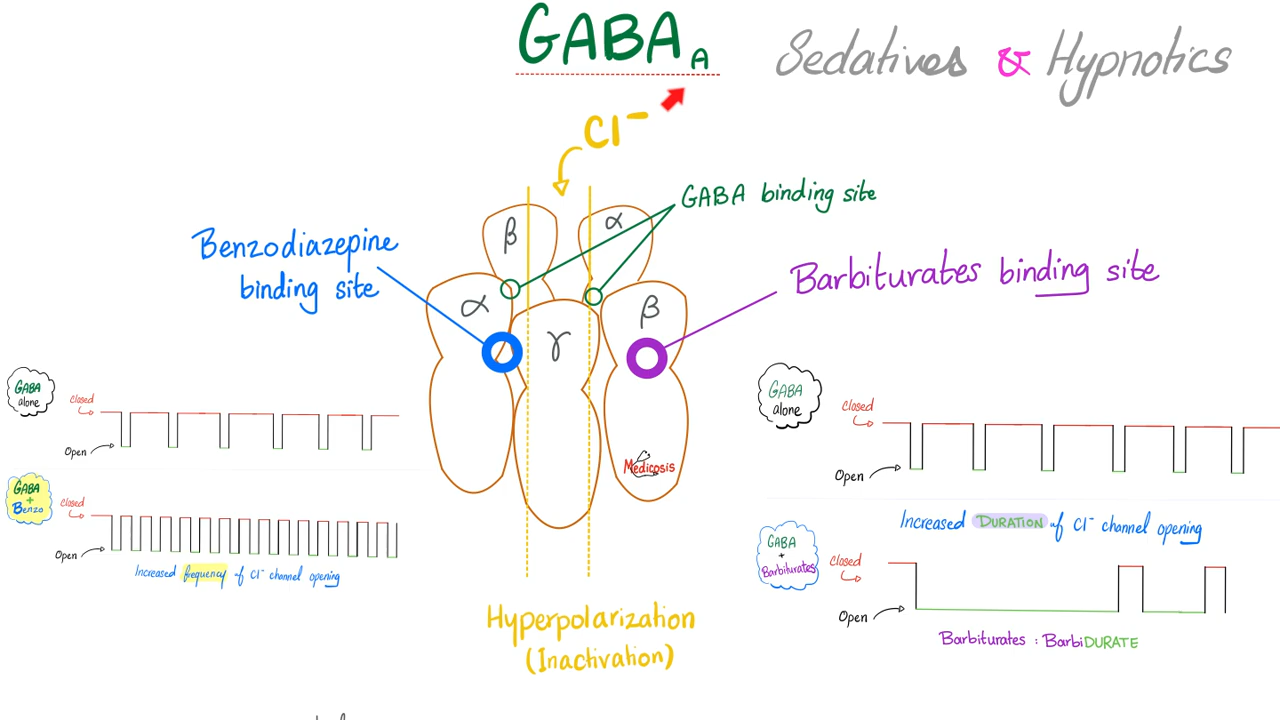 GABA A
Sedatives & Hypnotics
Cl⁻
GABA binding site
Benzodiazepine
binding site
Barbiturates binding site
β
α
α
γ
β
Medicosis
GABA
alone
closed
Open
GABA
+
Benzo
closed
Open
Increased frequency of Cl⁻ channel opening
GABA
alone
closed
Open
Increased DURATION of Cl⁻ channel opening
GABA
+
Barbiturates
closed
Open
Barbiturates : BarbiDURATE
Hyperpolarization
(Inactivation)